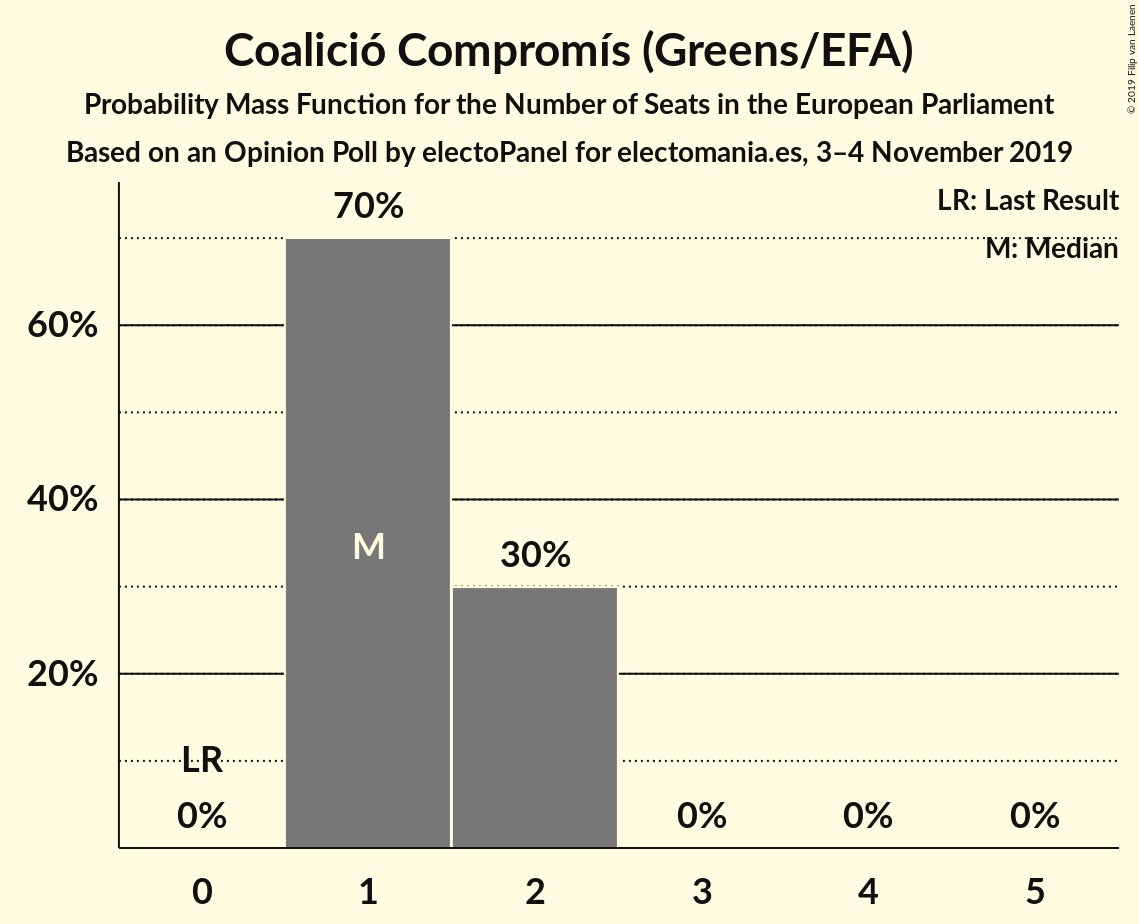 Coalició Compromís (Greens/EFA)
Probability Mass Function for the Number of Seats in the European Parliament
Based on an Opinion Poll by electoPanel for electomania.es, 3–4 November 2019
© 2019 Filip van Laenen
LR: Last Result
M: Median
70%
60%
40%
M
30%
20%
LR
0%
0%
0%
0%
0
1
2
3
4
5